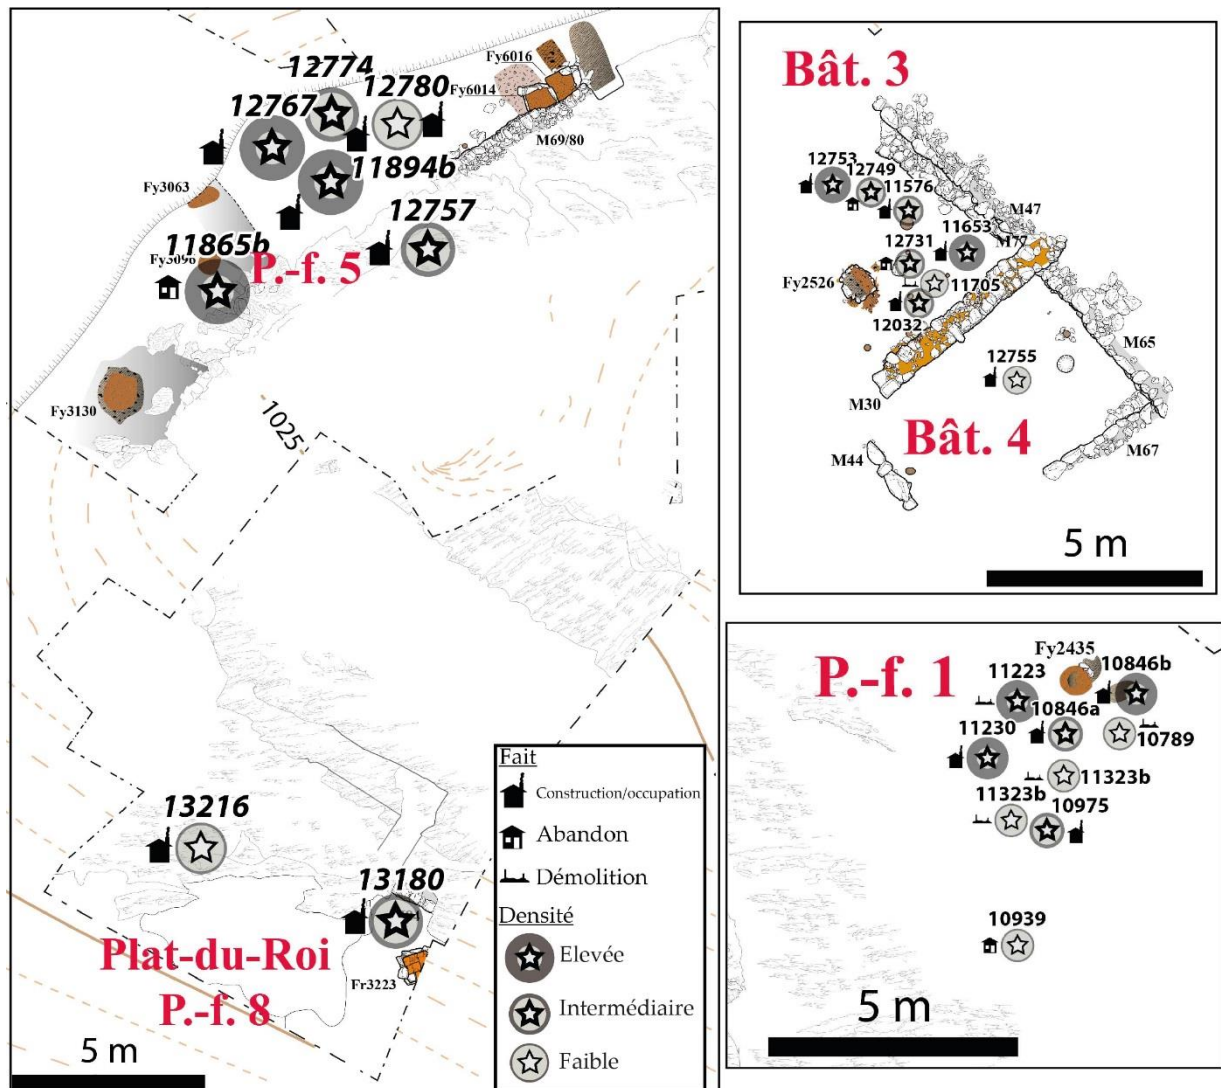 12774
12780
12767
11894b
12757
Fy3063
11865b
P.-f. 5
Fy3130
1025
Fy6016
Fy6014
M69/80
13216
13180
Plat-du-Roi
P.-f. 8
Fr3223
5 m
Fait
Construction/occupation
Abandon
Démolition
Densité
Elevée
Intermédiaire
Faible
Bât. 3
12753
12749
11576
M47
11653
M77
12731
Fy2526
11705
12032
12755
M65
M30
Bât. 4
M44
M67
5 m
P.-f. 1
Fy2435
11223
10846b
10846a
10789
11230
11323b
11323b
10975
10939
5 m